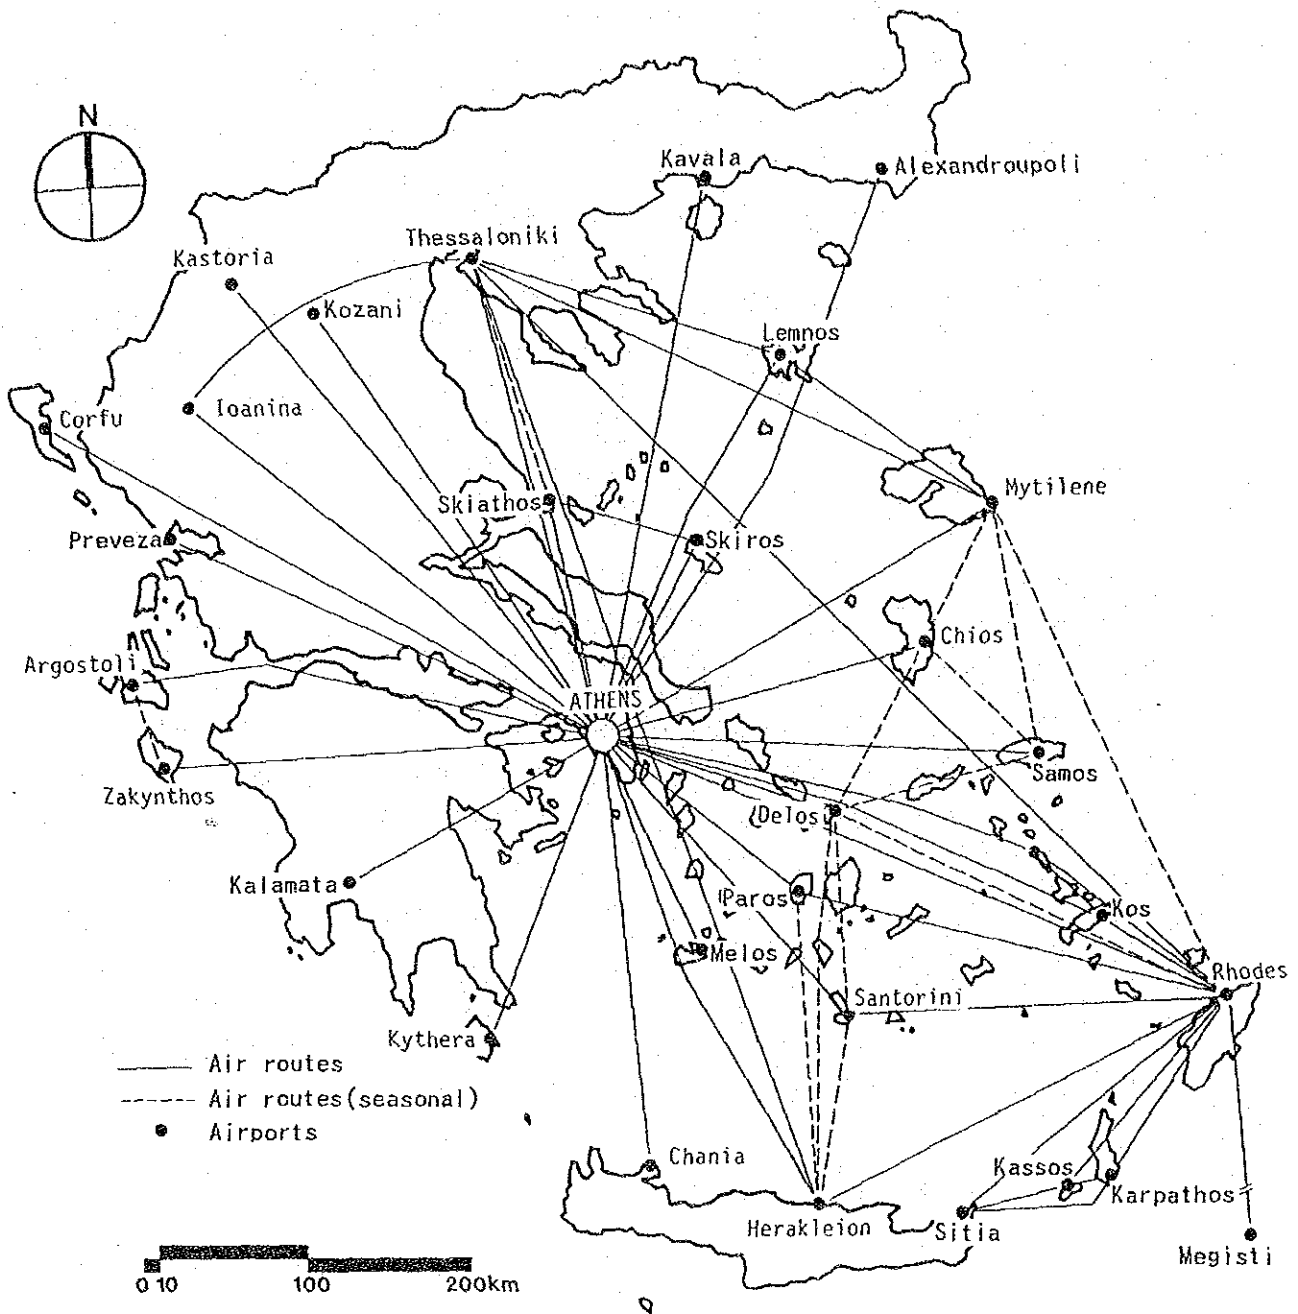 N
Kavala
Alexandroupoli
Thessaloniki
Kastoria
Kozani
Lemnos
Corfu
Ioanina
Skiathos
Mytilene
Preveza
Skiros
Chios
Argostoli
ATHENS
Samos
Zakynthos
Delos
Kalamata
Paros
Kos
Melos
Rhodes
Santorini
Kythera
Air routes
Air routes(seasonal)
Airports
Chania
Kassos
Karpathos
Herakleion
Sitia
Megisti
0 10 100 200km